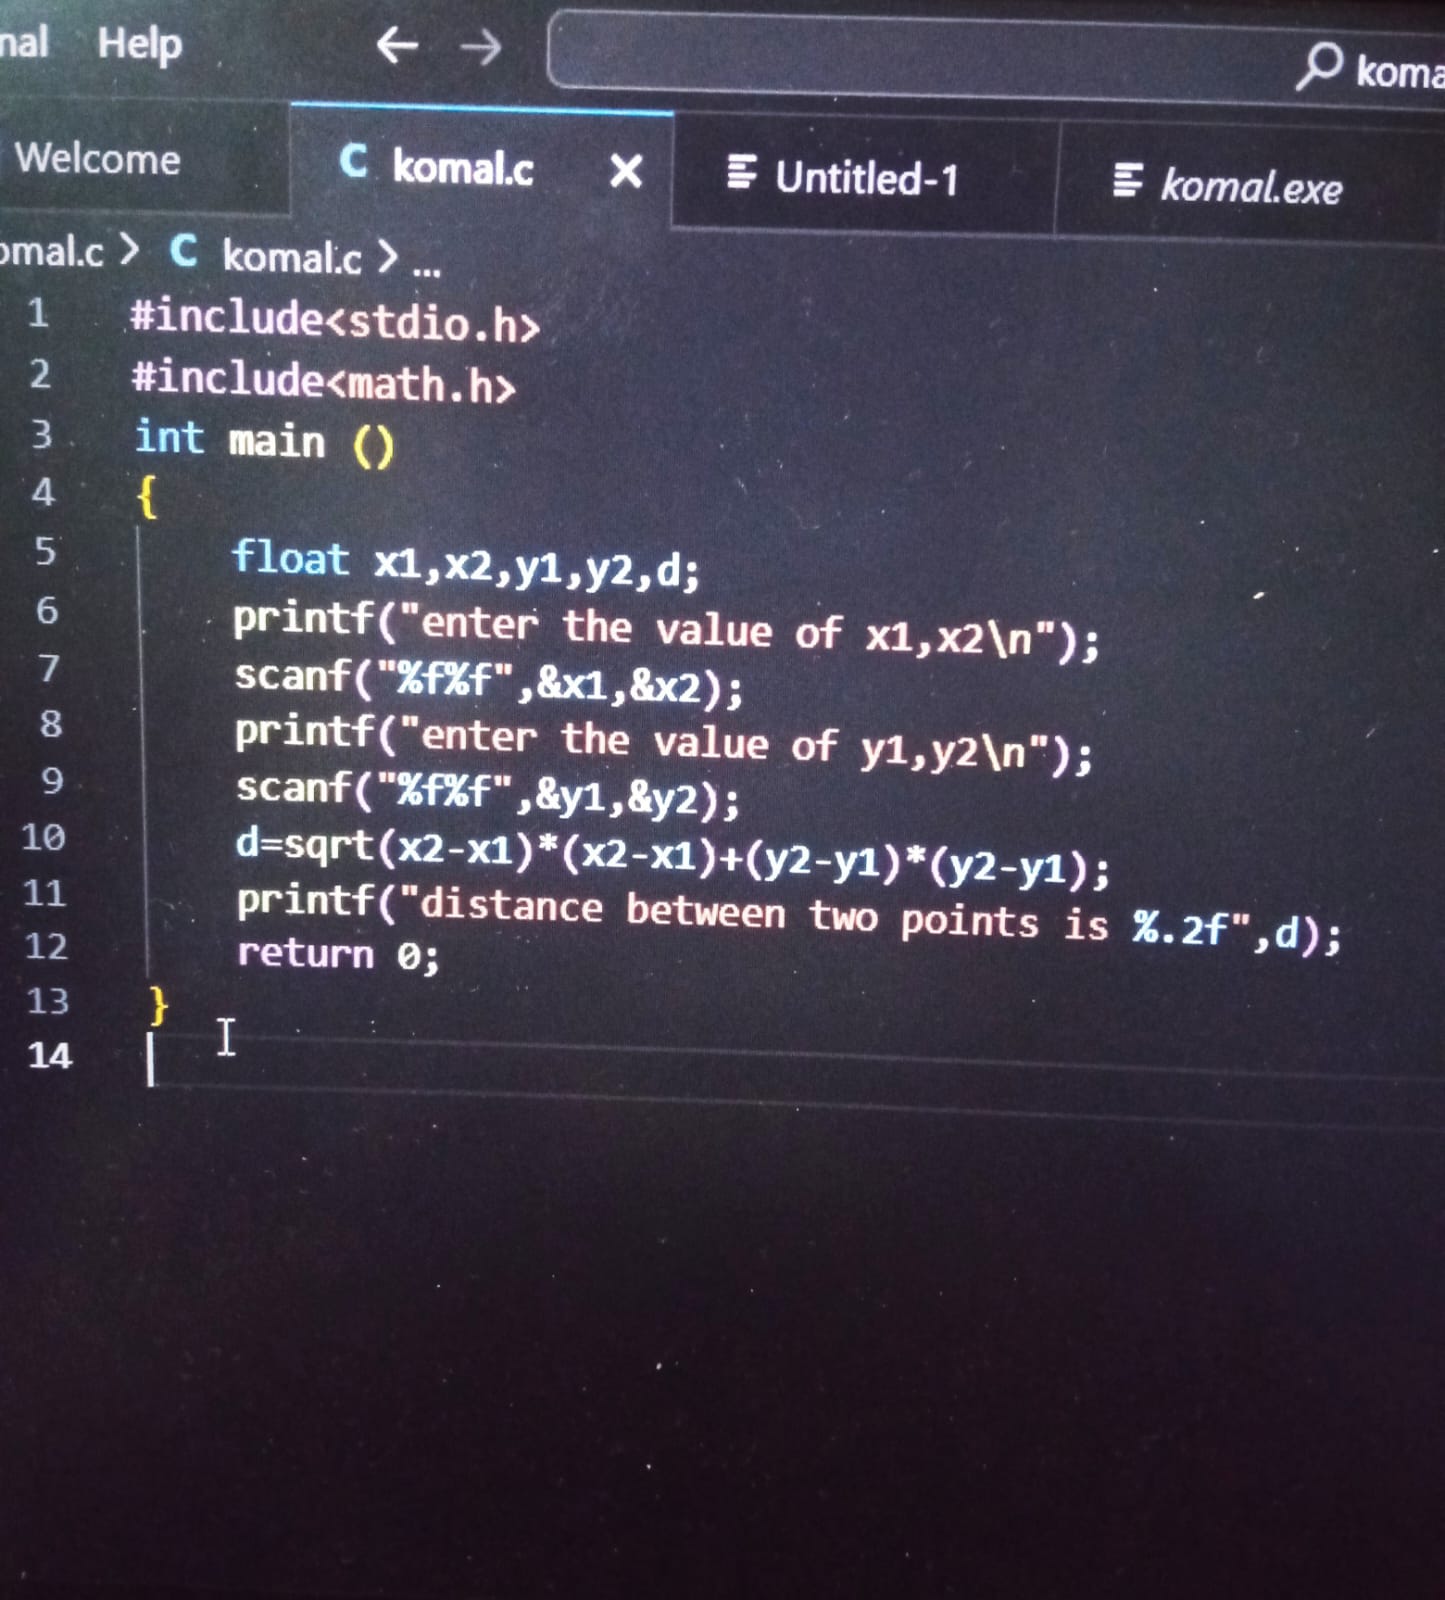 Help
Welcome
C komal.c
Untitled-1
komal.exe
C komal.c > ...
1 #include<stdio.h>
2 #include<math.h>
3 int main ()
4 {
5 float x1,x2,y1,y2,d;
6 printf("enter the value of x1,x2\n");
7 scanf("%f%f",&x1,&x2);
8 printf("enter the value of y1,y2\n");
9 scanf("%f%f",&y1,&y2);
10 d=sqrt(x2-x1)*(x2-x1)+(y2-y1)*(y2-y1);
11 printf("distance between two points is %.2f",d);
12 return 0;
13 }
14